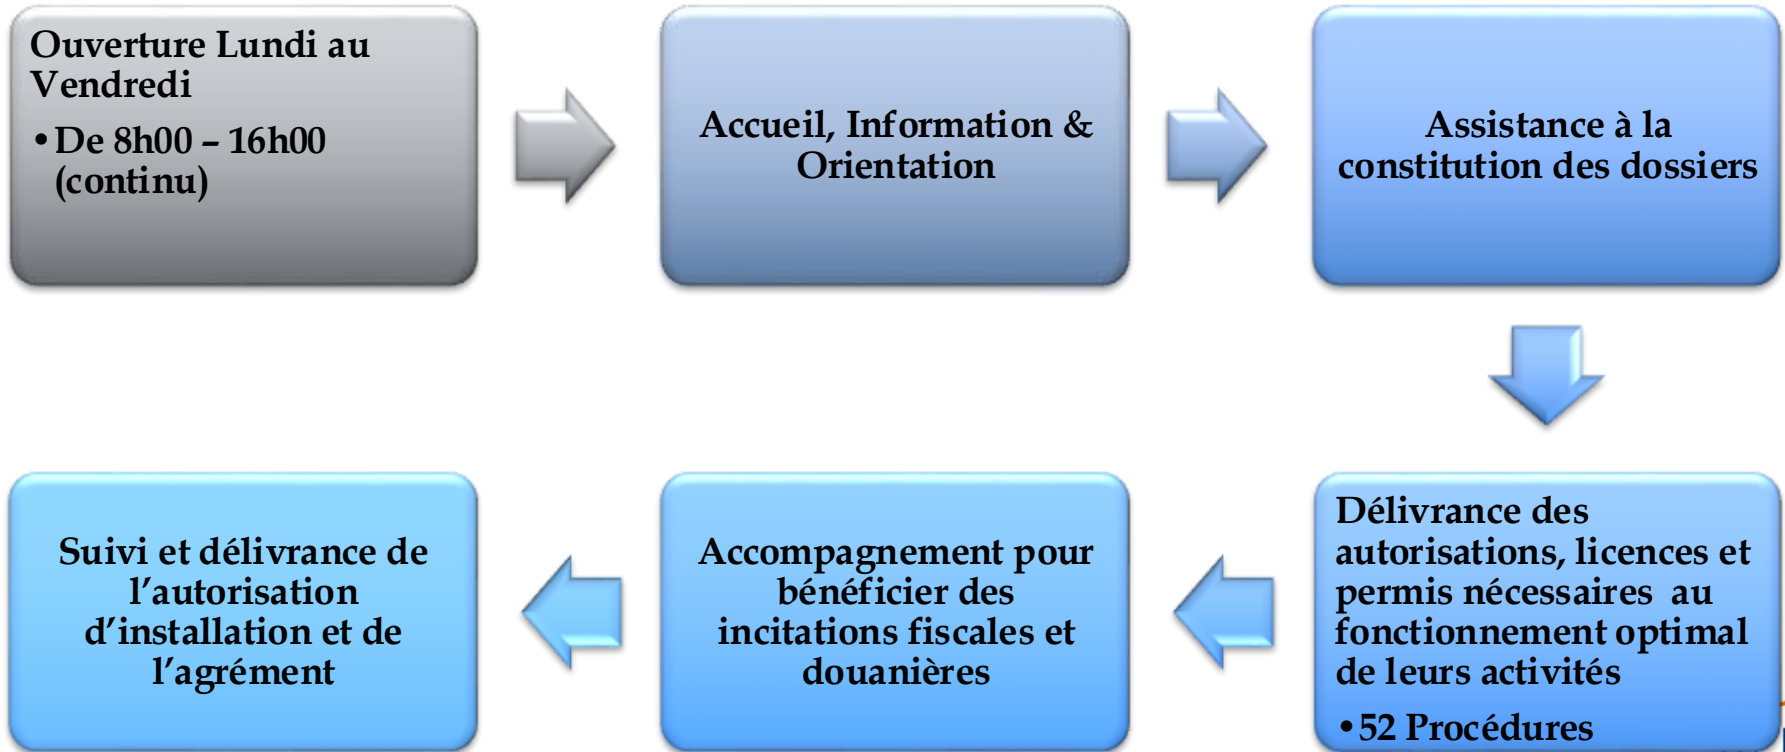 Ouverture Lundi au
Vendredi
• De 8h00 – 16h00
(continu)
Accueil, Information &
Orientation
Assistance à la
constitution des dossiers
Délivrance des
autorisations, licences et
permis nécessaires au
fonctionnement optimal
de leurs activités
• 52 Procédures
Accompagnement pour
bénéficier des
incitations fiscales et
douanières
Suivi et délivrance de
l’autorisation
d’installation et de
l’agrément